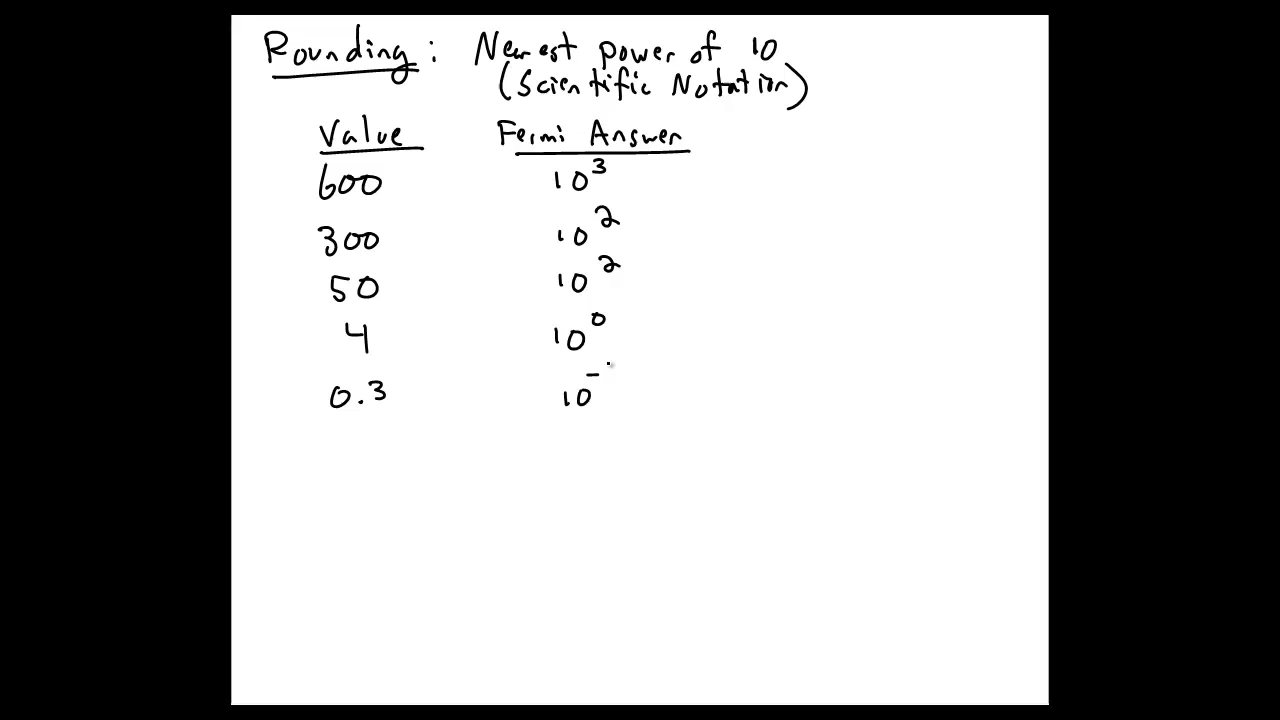 Rounding: Nearest power of 10
(Scientific Notation)
Value Fermi Answer
600 10³
300 10²
50 10²
4 10⁰
0.3 10⁻